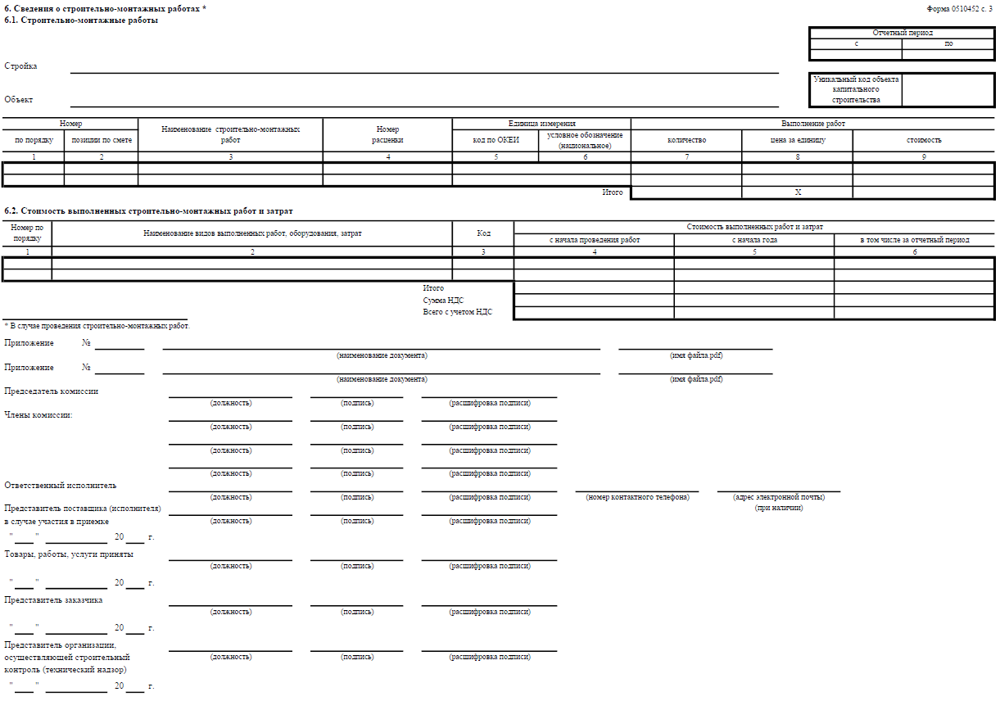 6. Сведения о строительно-монтажных работах *
Форма 0510452 с. 3
6.1. Строительно-монтажные работы
Отчетный период
с
по
Стройка
Уникальный код объекта
капитального
строительства
Объект
Номер
Наименование строительно-монтажных
работ
Номер
расценки
Единица измерения
Выполнение работ
по порядку
позиции по смете
код по ОКЕИ
условное обозначение
(национальное)
количество
цена за единицу
стоимость
1 2 3 4 5 6 7 8 9
Итого
X
6.2. Стоимость выполненных строительно-монтажных работ и затрат
Номер по
порядку
Наименование видов выполненных работ, оборудования, затрат
Код
Стоимость выполненных работ и затрат
с начала проведения работ
с начала года
в том числе за отчетный период
1 2 3 4 5 6
Итого
Сумма НДС
Всего с учетом НДС
* В случае проведения строительно-монтажных работ.
Приложение №
(наименование документа) (имя файла.pdf)
Приложение №
(наименование документа) (имя файла.pdf)
Председатель комиссии
(должность) (подпись) (расшифровка подписи)
Члены комиссии:
(должность) (подпись) (расшифровка подписи)
(должность) (подпись) (расшифровка подписи)
(должность) (подпись) (расшифровка подписи)
Ответственный исполнитель
(должность) (подпись) (расшифровка подписи) (номер контактного телефона) (адрес электронной почты)
(при наличии)
Представитель поставщика (исполнителя)
в случае участия в приемке
(должность) (подпись) (расшифровка подписи)
" " 20 г.
Товары, работы, услуги приняты
(должность) (подпись) (расшифровка подписи)
" " 20 г.
Представитель заказчика
(должность) (подпись) (расшифровка подписи)
" " 20 г.
Представитель организации,
осуществляющей строительный
контроль (технический надзор)
(должность) (подпись) (расшифровка подписи)
" " 20 г.